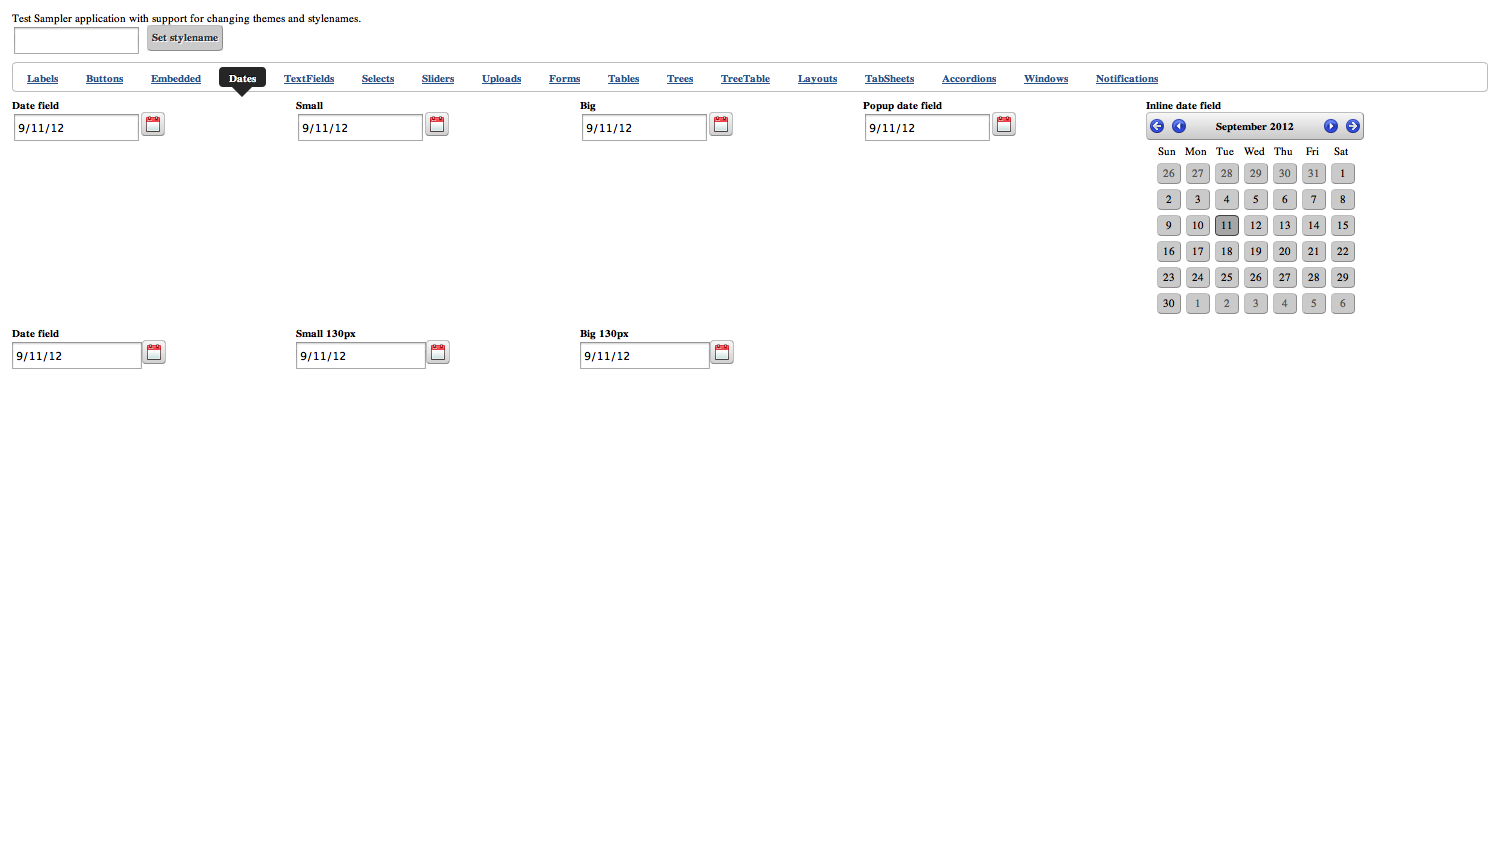 Test Sampler application with support for changing themes and stylenames.
Set stylename
Labels Buttons Embedded Dates TextFields Selects Sliders Uploads Forms Tables Trees TreeTable Layouts TabSheets Accordions Windows Notifications
Date field Small Big Popup date field Inline date field
9/11/12 9/11/12 9/11/12 9/11/12 September 2012
Sun Mon Tue Wed Thu Fri Sat
26 27 28 29 30 31 1
2 3 4 5 6 7 8
9 10 11 12 13 14 15
16 17 18 19 20 21 22
23 24 25 26 27 28 29
30 1 2 3 4 5 6
Date field Small 130px Big 130px
9/11/12 9/11/12 9/11/12